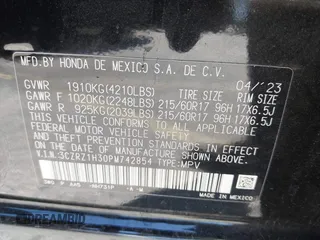 MFD.BY HONDA DE MEXICO S.A. DE C.V.
04/'23
GVWR 1910KG(4210LBS) TIRE SIZE RIM SIZE
GAWR F 1020KG(2248LBS) 215/60R17 96H 17X6.5J
GAWR R 925KG(2039LBS) 215/60R17 96H 17X6.5J
THIS VEHICLE CONFORMS TO ALL APPLICABLE
FEDERAL MOTOR VEHICLE SAFETY AND
THEFT PREVENTION STANDARDS IN EFFECT
ON THE DATE OF MANUFACTURE SHOWN ABOVE.
V.I.N. 3CZRZ1H30PM742854 TYPE:MPV
MADE IN MEXICO